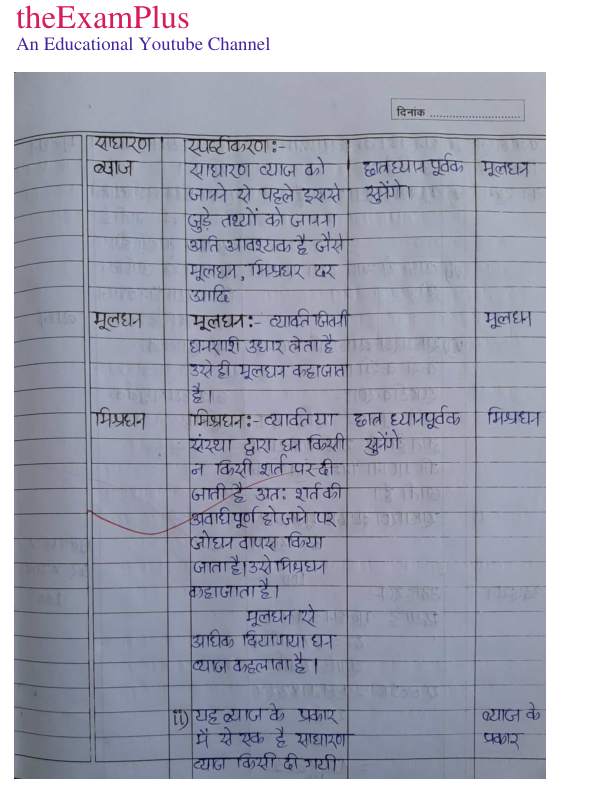 theExamPlus
An Educational Youtube Channel
दिनांक ............................
साधारण स्पष्टीकरण:-
ब्याज साधारण ब्याज को छात्र ध्यान पूर्वक मूलधन
जानने से पहले इससे सुनेंगे।
जुड़े तथ्यों को जानना
अति आवश्यक है जैसे
मूलधन, मिश्रधन दर
आदि
मूलधन मूलधन:- व्यक्ति जितनी मूलधन
धनराशी उधार लेता है
उसे ही मूलधन कहा जाता
है।
मिश्रधन मिश्रधन:- व्यक्ति या छात्र ध्यानपूर्वक मिश्रधन
संस्था द्वारा धन किसी सुनेंगे
न किसी शर्त पर दी
जाती है अत: शर्त की
अवधि पूर्ण हो जाने पर
जो धन वापस किया
जाता है। उसे मिश्रधन
कहा जाता है।
मूलधन से
अधिक दिया गया धन
ब्याज कहलाता है।
ii) यह ब्याज के प्रकार ब्याज के
में से एक है साधारण प्रकार
ब्याज किसी दी गयी